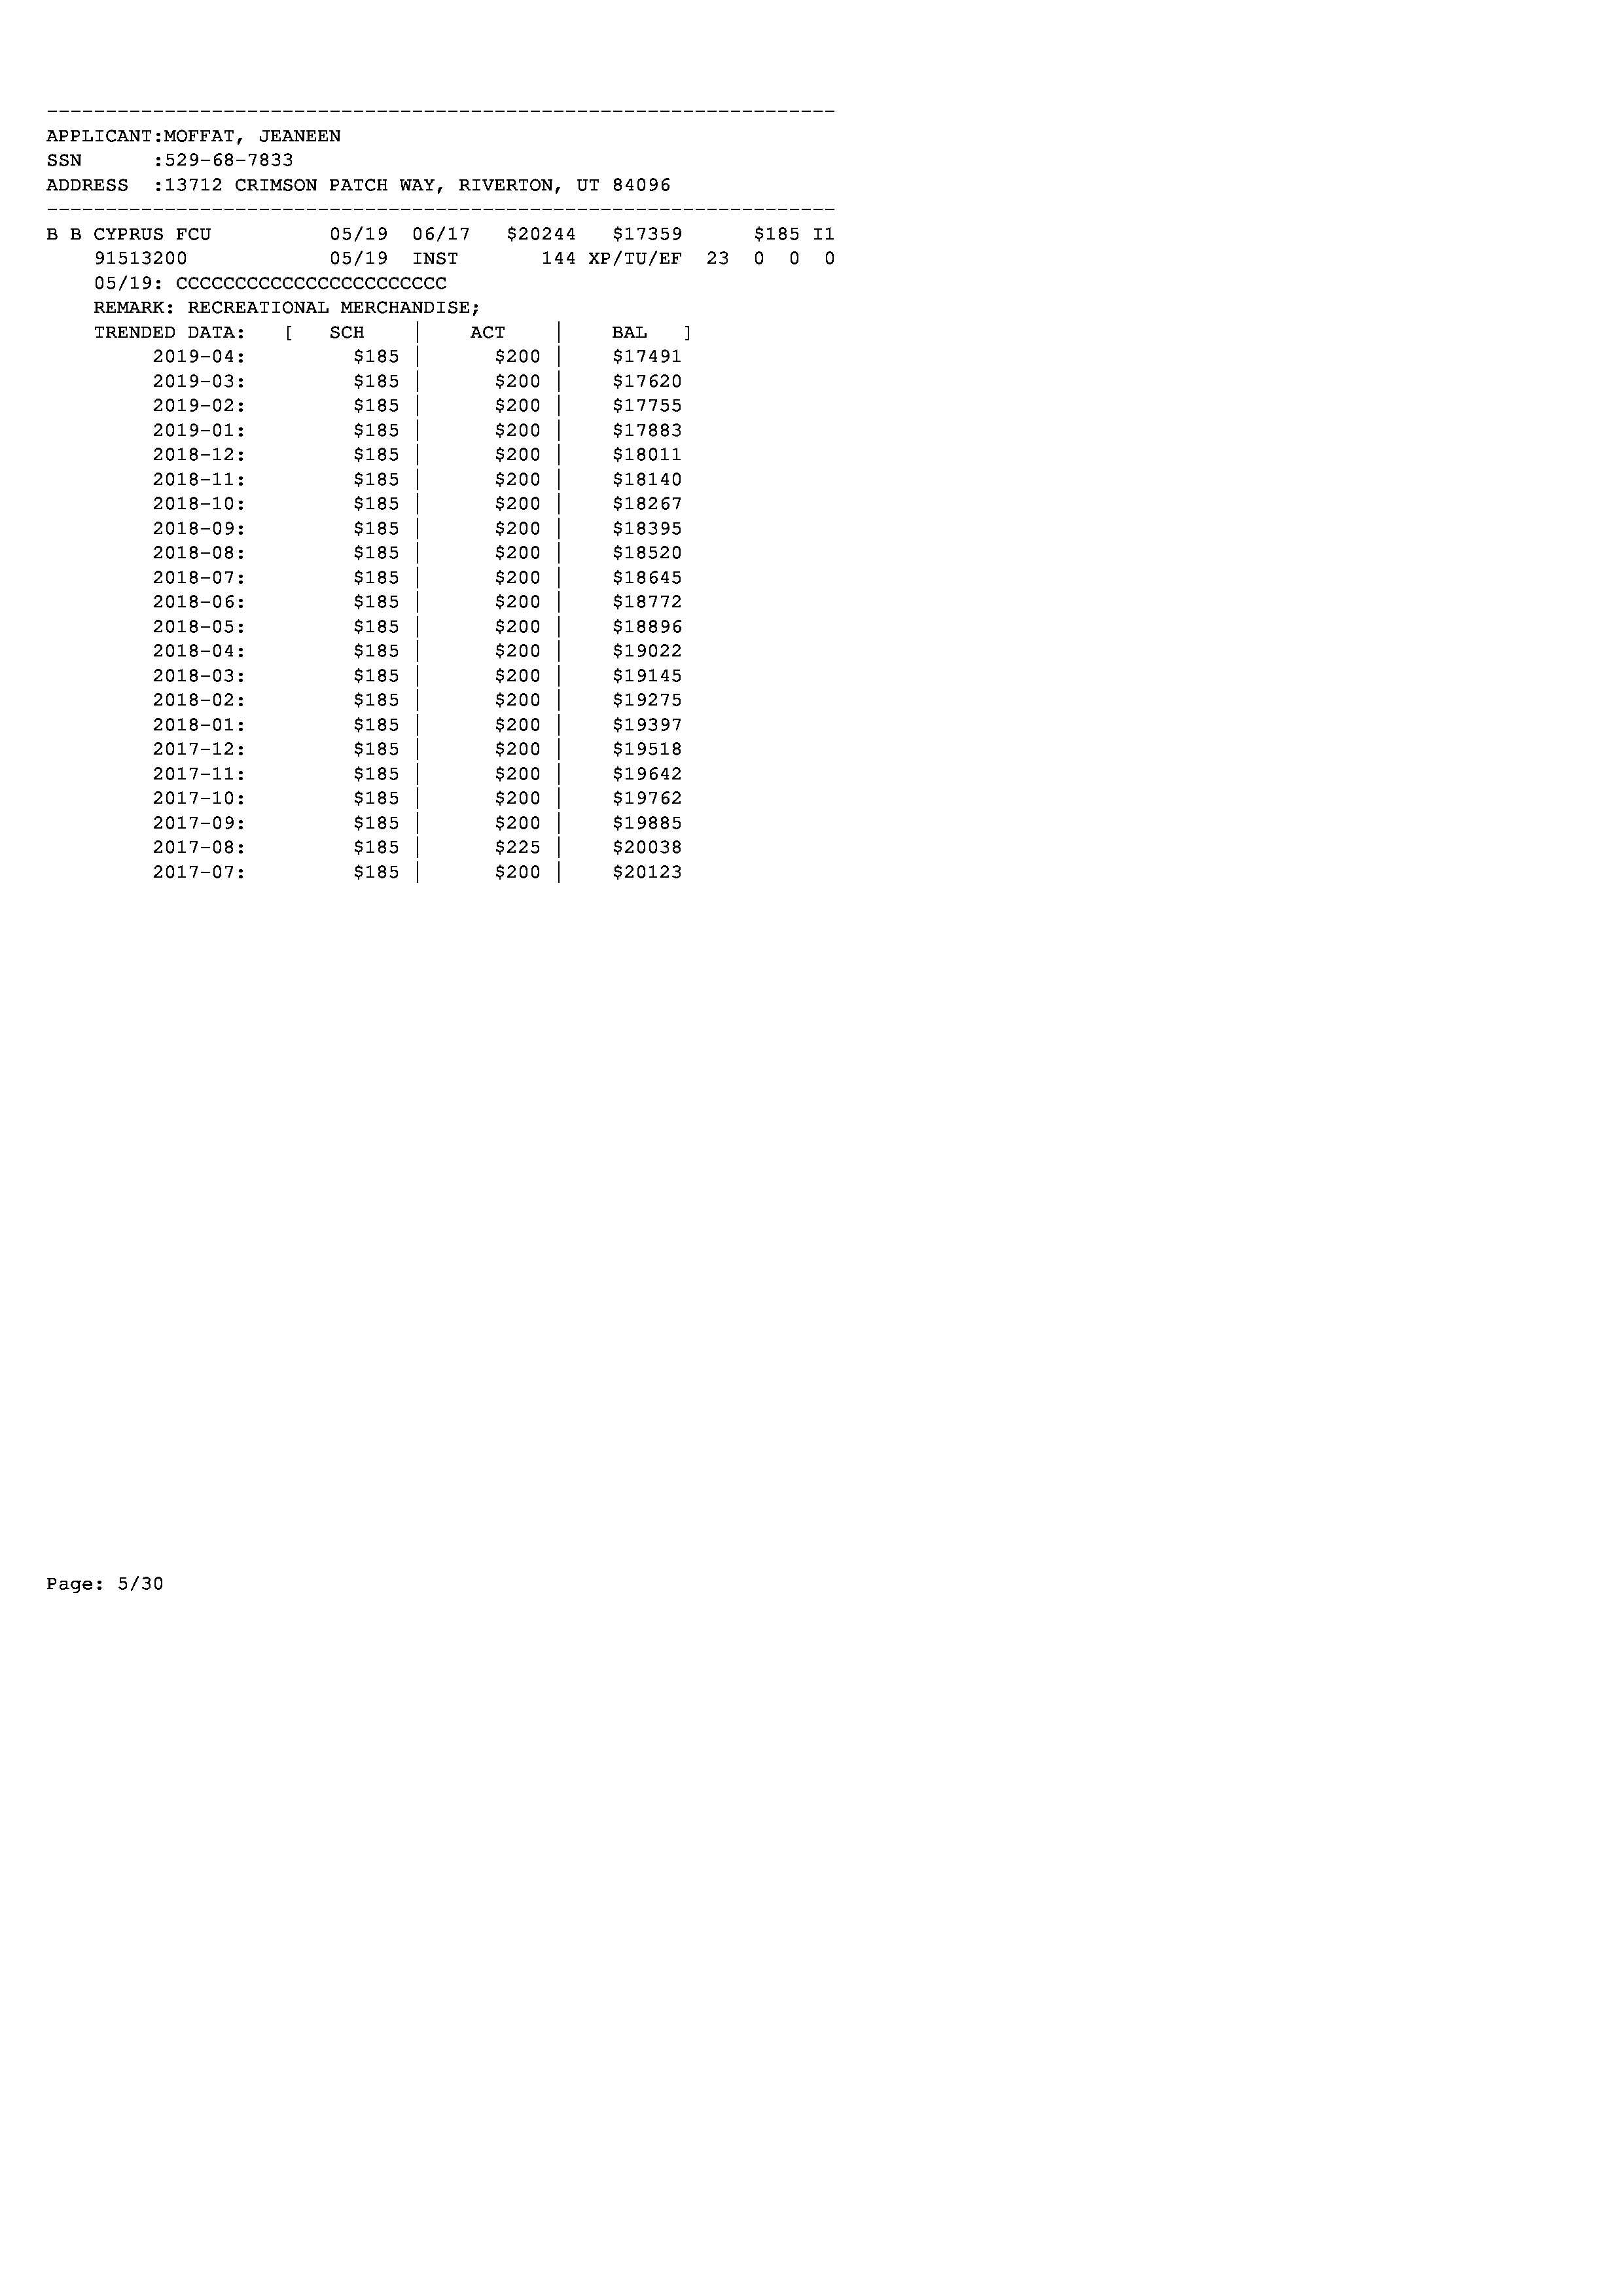 -------------------------------------------------------------------
APPLICANT:MOFFAT, JEANEEN
SSN      :529-68-7833
ADDRESS  :13712 CRIMSON PATCH WAY, RIVERTON, UT 84096
-------------------------------------------------------------------
B B CYPRUS FCU          05/19  06/17   $20244   $17359      $185 I1
    91513200            05/19  INST       144 XP/TU/EF  23  0  0  0
    05/19: CCCCCCCCCCCCCCCCCCCCCCC
    REMARK: RECREATIONAL MERCHANDISE;
    TRENDED DATA:   [   SCH    |    ACT    |    BAL   ]
         2019-04:         $185 |      $200 |    $17491
         2019-03:         $185 |      $200 |    $17620
         2019-02:         $185 |      $200 |    $17755
         2019-01:         $185 |      $200 |    $17883
         2018-12:         $185 |      $200 |    $18011
         2018-11:         $185 |      $200 |    $18140
         2018-10:         $185 |      $200 |    $18267
         2018-09:         $185 |      $200 |    $18395
         2018-08:         $185 |      $200 |    $18520
         2018-07:         $185 |      $200 |    $18645
         2018-06:         $185 |      $200 |    $18772
         2018-05:         $185 |      $200 |    $18896
         2018-04:         $185 |      $200 |    $19022
         2018-03:         $185 |      $200 |    $19145
         2018-02:         $185 |      $200 |    $19275
         2018-01:         $185 |      $200 |    $19397
         2017-12:         $185 |      $200 |    $19518
         2017-11:         $185 |      $200 |    $19642
         2017-10:         $185 |      $200 |    $19762
         2017-09:         $185 |      $200 |    $19885
         2017-08:         $185 |      $225 |    $20038
         2017-07:         $185 |      $200 |    $20123
Page: 5/30